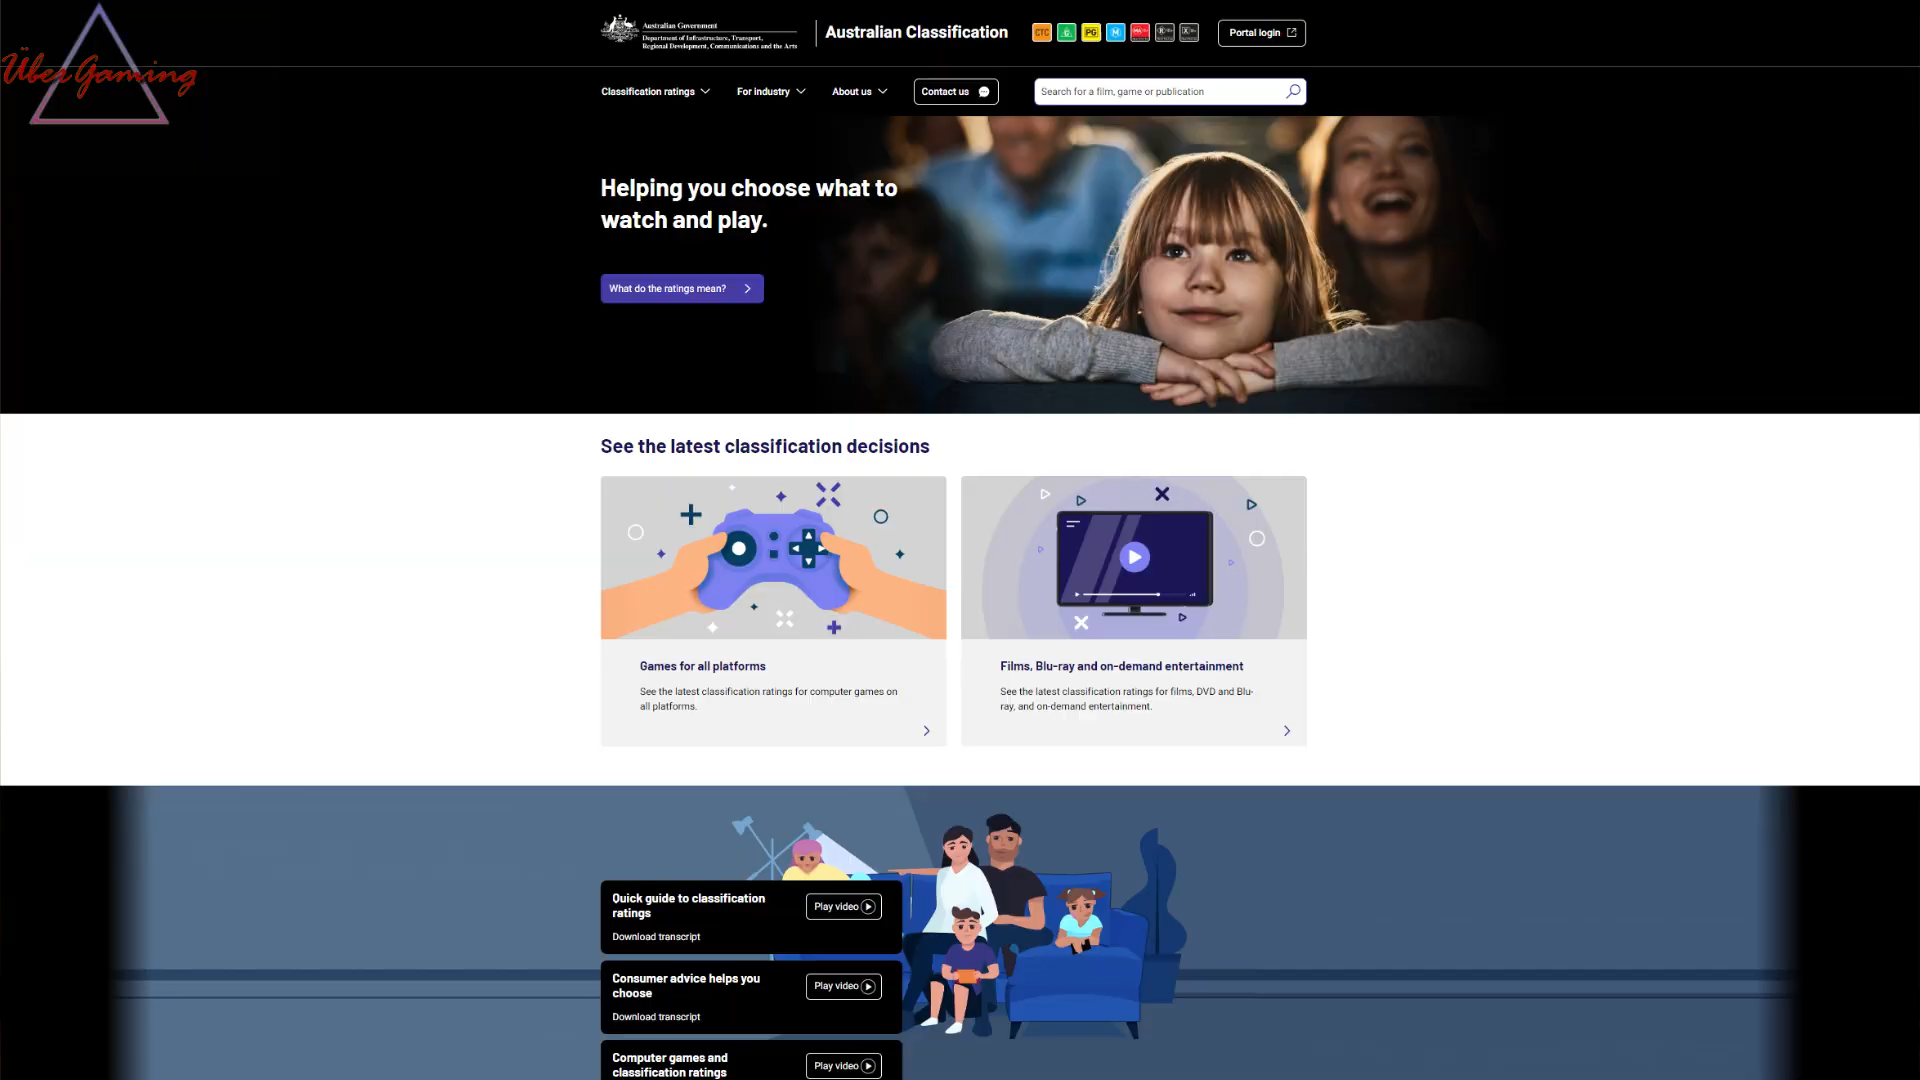 ÜberGaming
Australian Government
Department of Infrastructure, Transport,
Regional Development, Communications and the Arts
Australian Classification
CTC
G
PG
M
Portal login
Classification ratings
For industry
About us
Contact us
Search for a film, game or publication
Helping you choose what to
watch and play.
What do the ratings mean?
See the latest classification decisions
Games for all platforms
See the latest classification ratings for computer games on
all platforms.
Films, Blu-ray and on-demand entertainment
See the latest classification ratings for films, DVD and Blu-
ray, and on-demand entertainment.
Quick guide to classification
ratings
Play video
Download transcript
Consumer advice helps you
choose
Play video
Download transcript
Computer games and
classification ratings
Play video